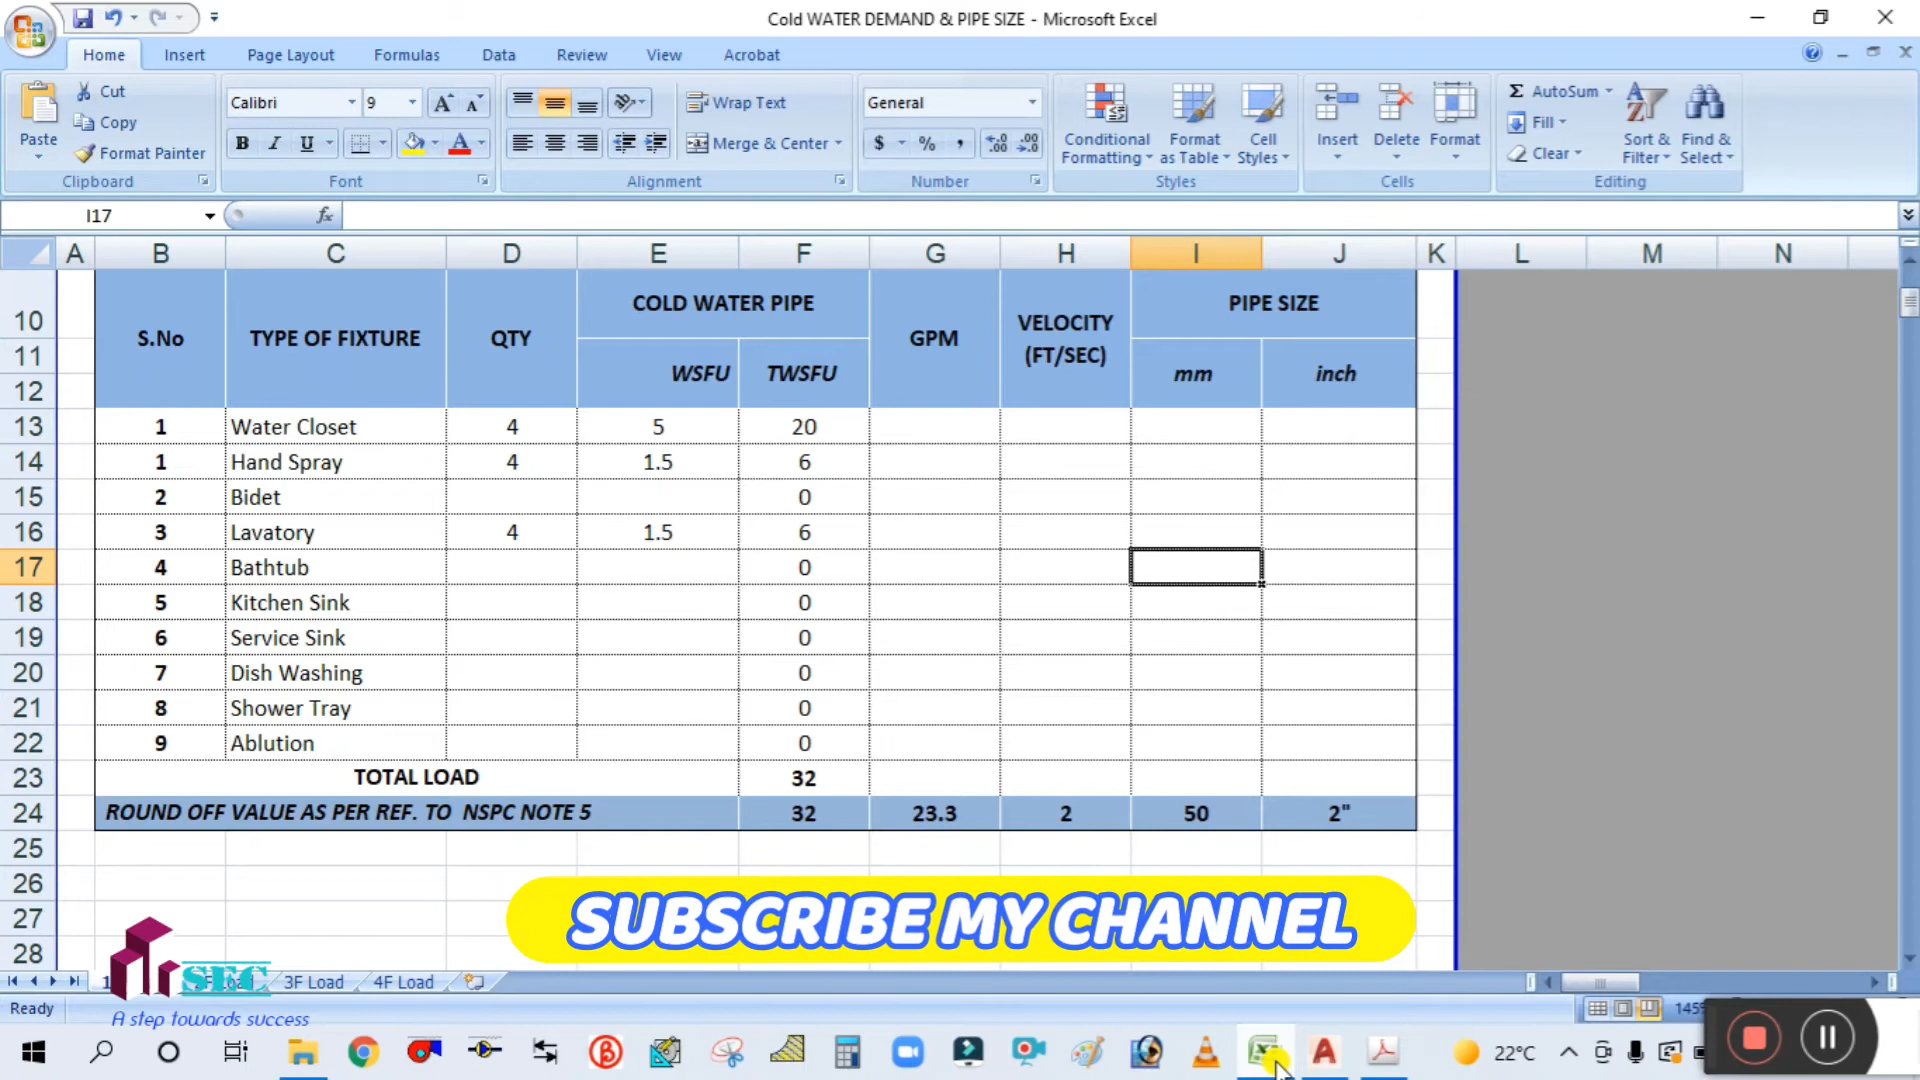 Cold WATER DEMAND & PIPE SIZE - Microsoft Excel
Home Insert Page Layout Formulas Data Review View Acrobat
Paste Cut Copy Format Painter
Calibri 9
Wrap Text
Merge & Center
General
Conditional Formatting
Format as Table
Cell Styles
Insert Delete Format
AutoSum
Fill
Clear
Sort & Filter
Find & Select
Clipboard Font Alignment Number Styles Cells Editing
I17 fx
A B C D E F G H I J K L M N
10 S.No TYPE OF FIXTURE QTY COLD WATER PIPE GPM VELOCITY (FT/SEC) PIPE SIZE
11 WSFU TWSFU mm inch
12
13 1 Water Closet 4 5 20
14 1 Hand Spray 4 1.5 6
15 2 Bidet 0
16 3 Lavatory 4 1.5 6
17 4 Bathtub 0
18 5 Kitchen Sink 0
19 6 Service Sink 0
20 7 Dish Washing 0
21 8 Shower Tray 0
22 9 Ablution 0
23 TOTAL LOAD 32
24 ROUND OFF VALUE AS PER REF. TO NSPC NOTE 5 32 23.3 2 50 2"
25
26
27
28
SUBSCRIBE MY CHANNEL
SEC
A step towards success
3F Load 4F Load
Ready
22°C